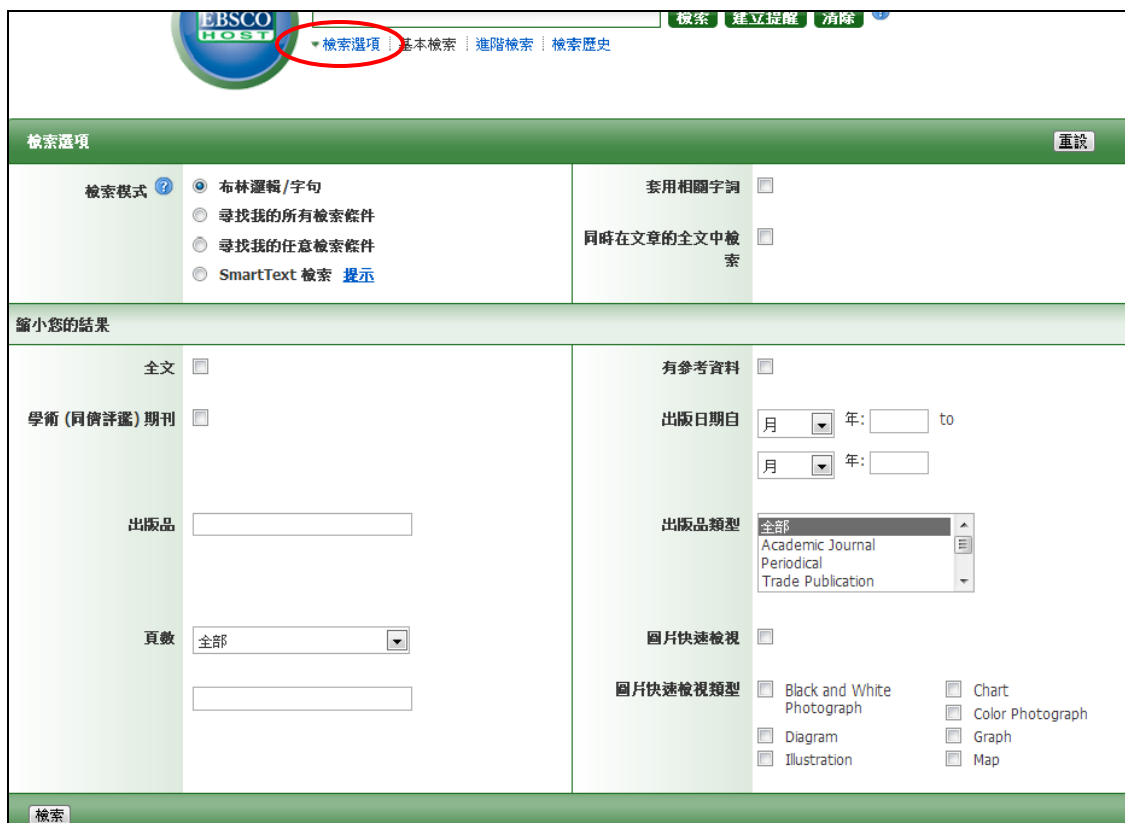 EBSCO
HOST
檢索 建立提醒 清除
檢索選項 基本檢索 進階檢索 檢索歷史
檢索選項 重設
檢索模式 布林邏輯/字句
尋找我的所有檢索條件
尋找我的任意檢索條件
SmartText 檢索 提示
套用相關字詞
同時在文章的全文中檢
索
縮小您的結果
全文
有參考資料
學術 (同儕評鑑) 期刊
出版日期自 月 年: to
月 年:
出版品
出版品類型 全部
Academic Journal
Periodical
Trade Publication
頁數 全部
圖片快速檢視
圖片快速檢視類型 Black and White
Photograph
Chart
Color Photograph
Diagram Graph
Illustration Map
檢索